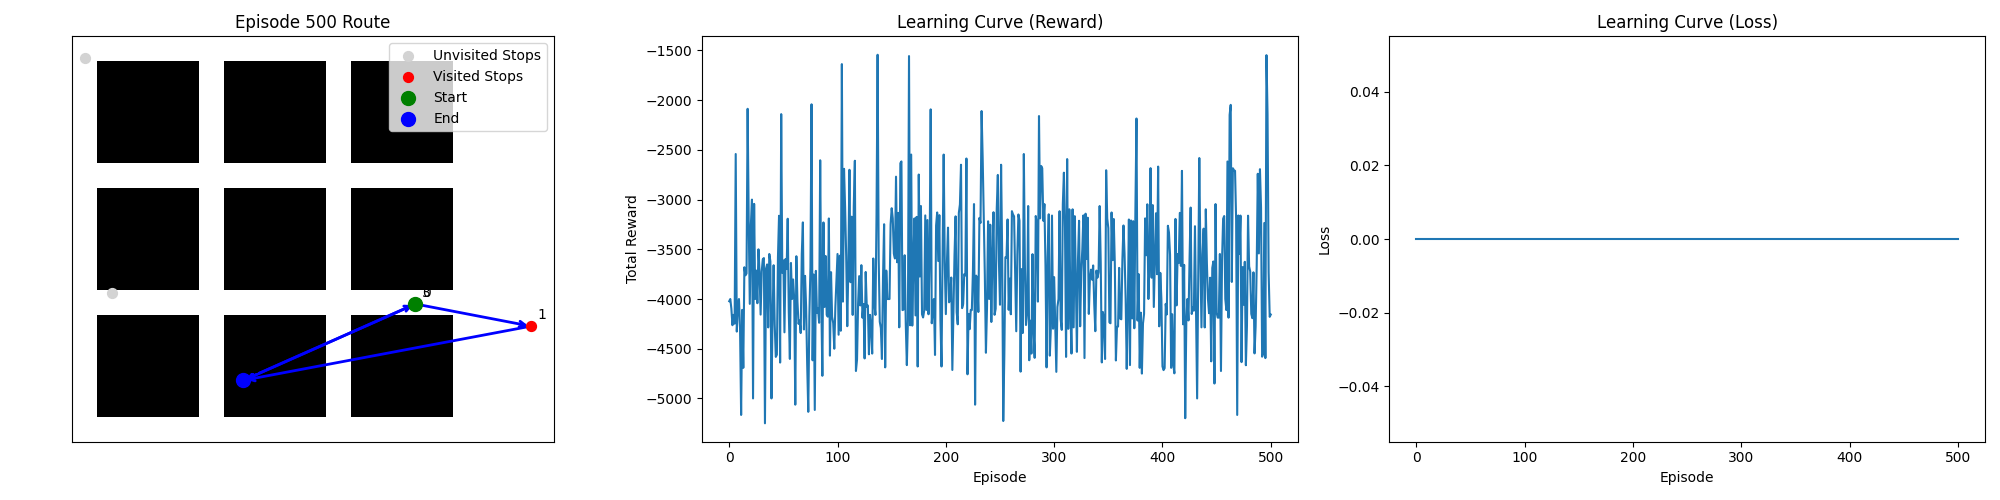 Episode 500 Route
Unvisited Stops
Visited Stops
Start
End
1
Learning Curve (Reward)
Total Reward
−1500
−2000
−2500
−3000
−3500
−4000
−4500
−5000
0 100 200 300 400 500
Episode
Learning Curve (Loss)
Loss
0.04
0.02
0.00
−0.02
−0.04
0 100 200 300 400 500
Episode